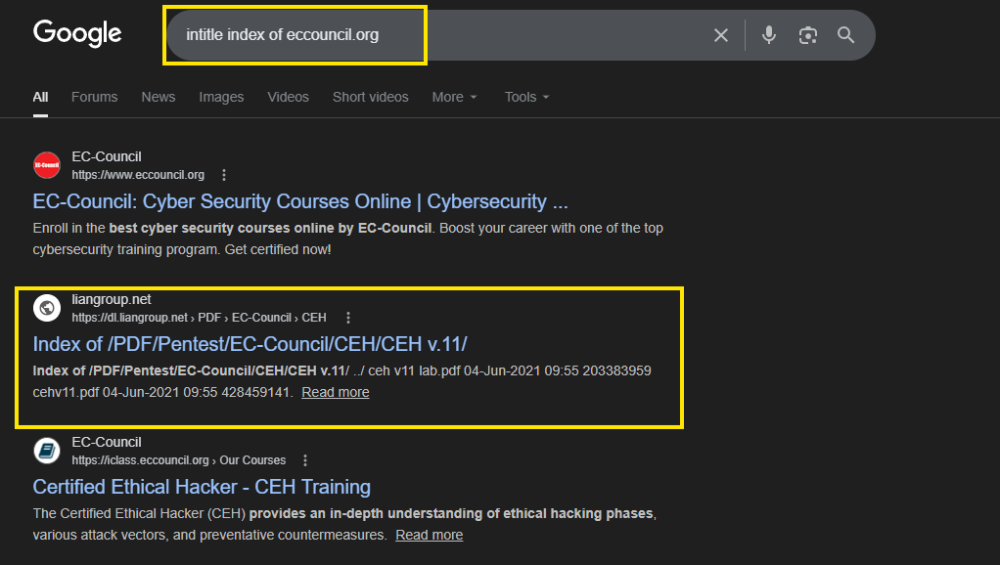 Google
intitle index of eccouncil.org
All Forums News Images Videos Short videos More Tools
EC-Council
EC-Council
https://www.eccouncil.org
EC-Council: Cyber Security Courses Online | Cybersecurity ...
Enroll in the best cyber security courses online by EC-Council. Boost your career with one of the top
cybersecurity training program. Get certified now!
liangroup.net
https://dl.liangroup.net › PDF › EC-Council › CEH
Index of /PDF/Pentest/EC-Council/CEH/CEH v.11/
Index of /PDF/Pentest/EC-Council/CEH/CEH v.11/ ../ ceh v11 lab.pdf 04-Jun-2021 09:55 203383959
cehv11.pdf 04-Jun-2021 09:55 428459141. Read more
EC-Council
https://iclass.eccouncil.org › Our Courses
Certified Ethical Hacker - CEH Training
The Certified Ethical Hacker (CEH) provides an in-depth understanding of ethical hacking phases,
various attack vectors, and preventative countermeasures. Read more